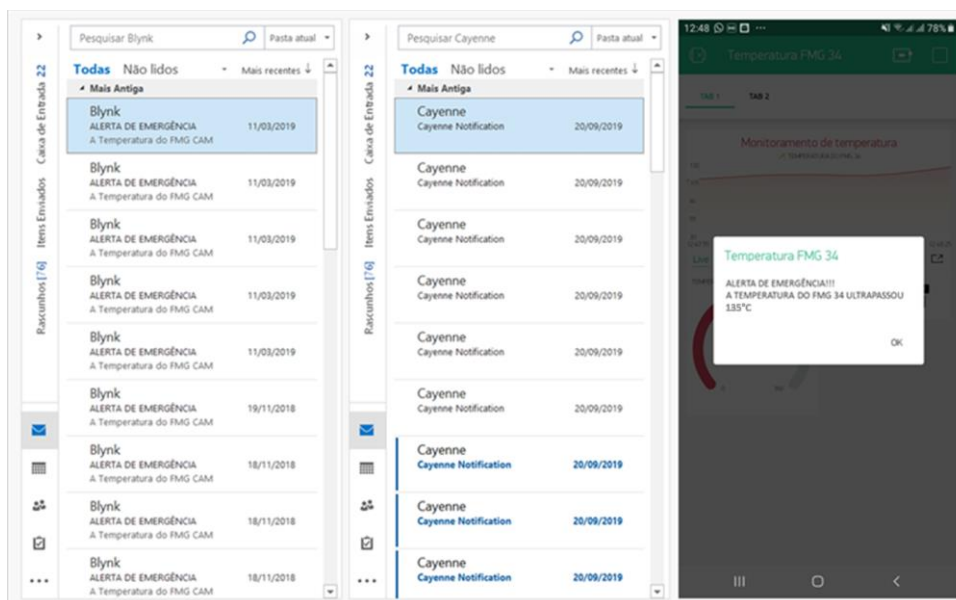 Pesquisar Blynk
Pasta atual
Caixa de Entrada 22
Itens Enviados
Rascunhos [76]
Todas Não lidos
Mais recentes ↓
Mais Antiga
Blynk
ALERTA DE EMERGÊNCIA 11/03/2019
A Temperatura do FMG CAM
Blynk
ALERTA DE EMERGÊNCIA 11/03/2019
A Temperatura do FMG CAM
Blynk
ALERTA DE EMERGÊNCIA 11/03/2019
A Temperatura do FMG CAM
Blynk
ALERTA DE EMERGÊNCIA 11/03/2019
A Temperatura do FMG CAM
Blynk
ALERTA DE EMERGÊNCIA 11/03/2019
A Temperatura do FMG CAM
Blynk
ALERTA DE EMERGÊNCIA 19/11/2018
A Temperatura do FMG CAM
Blynk
ALERTA DE EMERGÊNCIA 18/11/2018
A Temperatura do FMG CAM
Blynk
ALERTA DE EMERGÊNCIA 18/11/2018
A Temperatura do FMG CAM
Blynk
ALERTA DE EMERGÊNCIA 18/11/2018
A Temperatura do FMG CAM
Pesquisar Cayenne
Pasta atual
Caixa de Entrada 22
Itens Enviados
Rascunhos [76]
Todas Não lidos
Mais recentes ↓
Mais Antiga
Cayenne
Cayenne Notification 20/09/2019
Cayenne
Cayenne Notification 20/09/2019
Cayenne
Cayenne Notification 20/09/2019
Cayenne
Cayenne Notification 20/09/2019
Cayenne
Cayenne Notification 20/09/2019
Cayenne
Cayenne Notification 20/09/2019
Cayenne
Cayenne Notification 20/09/2019
Cayenne
Cayenne Notification 20/09/2019
Cayenne
Cayenne Notification 20/09/2019
12:48 78%
Temperatura FMG 34
TAB 1 TAB 2
Monitoramento de temperatura
TEMPERATURA DO FMG 34
Live
Temperatura FMG 34
ALERTA DE EMERGÊNCIA!!!
A TEMPERATURA DO FMG 34 ULTRAPASSOU
135°C
OK